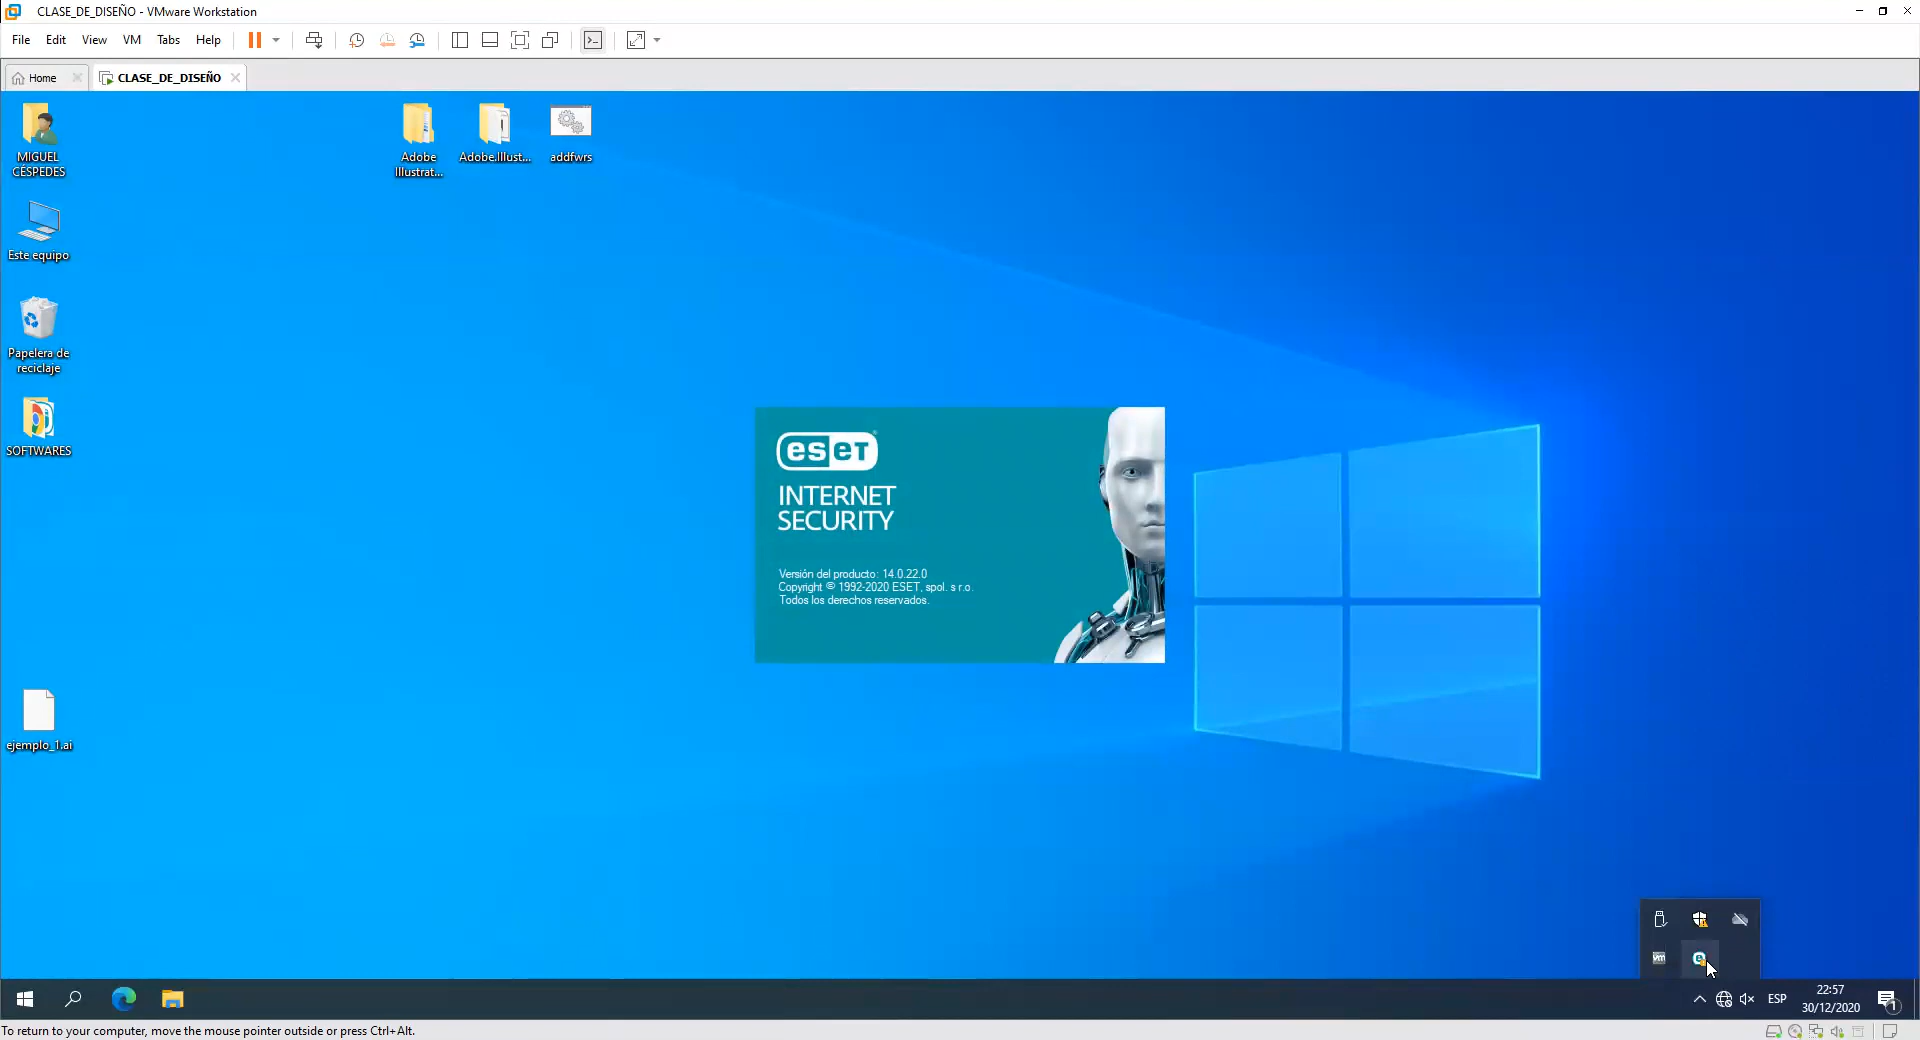 CLASE_DE_DISEÑO - VMware Workstation
File Edit View VM Tabs Help
Home CLASE_DE_DISEÑO
MIGUEL
CÉSPEDES
Adobe
Illustrat...
Adobe.Illust...
addfwrs
Este equipo
Papelera de
reciclaje
SOFTWARES
ejemplo_1.ai
eseT
INTERNET
SECURITY
Versión del producto: 14.0.22.0
Copyright © 1992-2020 ESET, spol. s r.o.
Todos los derechos reservados.
vm
ESP
22:57
30/12/2020
1
To return to your computer, move the mouse pointer outside or press Ctrl+Alt.